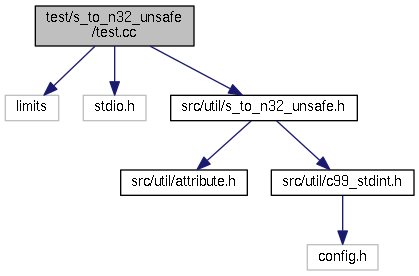 test/s_to_n32_unsafe
/test.cc
limits
stdio.h
src/util/s_to_n32_unsafe.h
src/util/attribute.h
src/util/c99_stdint.h
config.h